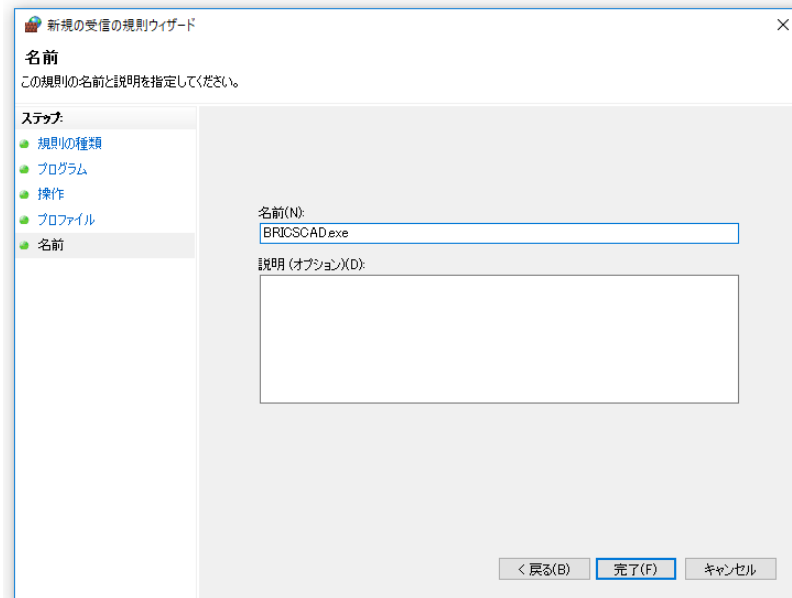 新規の受信の規則ウィザード
名前
この規則の名前と説明を指定してください。
ステップ:
規則の種類
プログラム
操作
プロファイル
名前
名前(N):
BRICSCAD.exe
説明 (オプション)(D):
< 戻る(B)
完了(F)
キャンセル